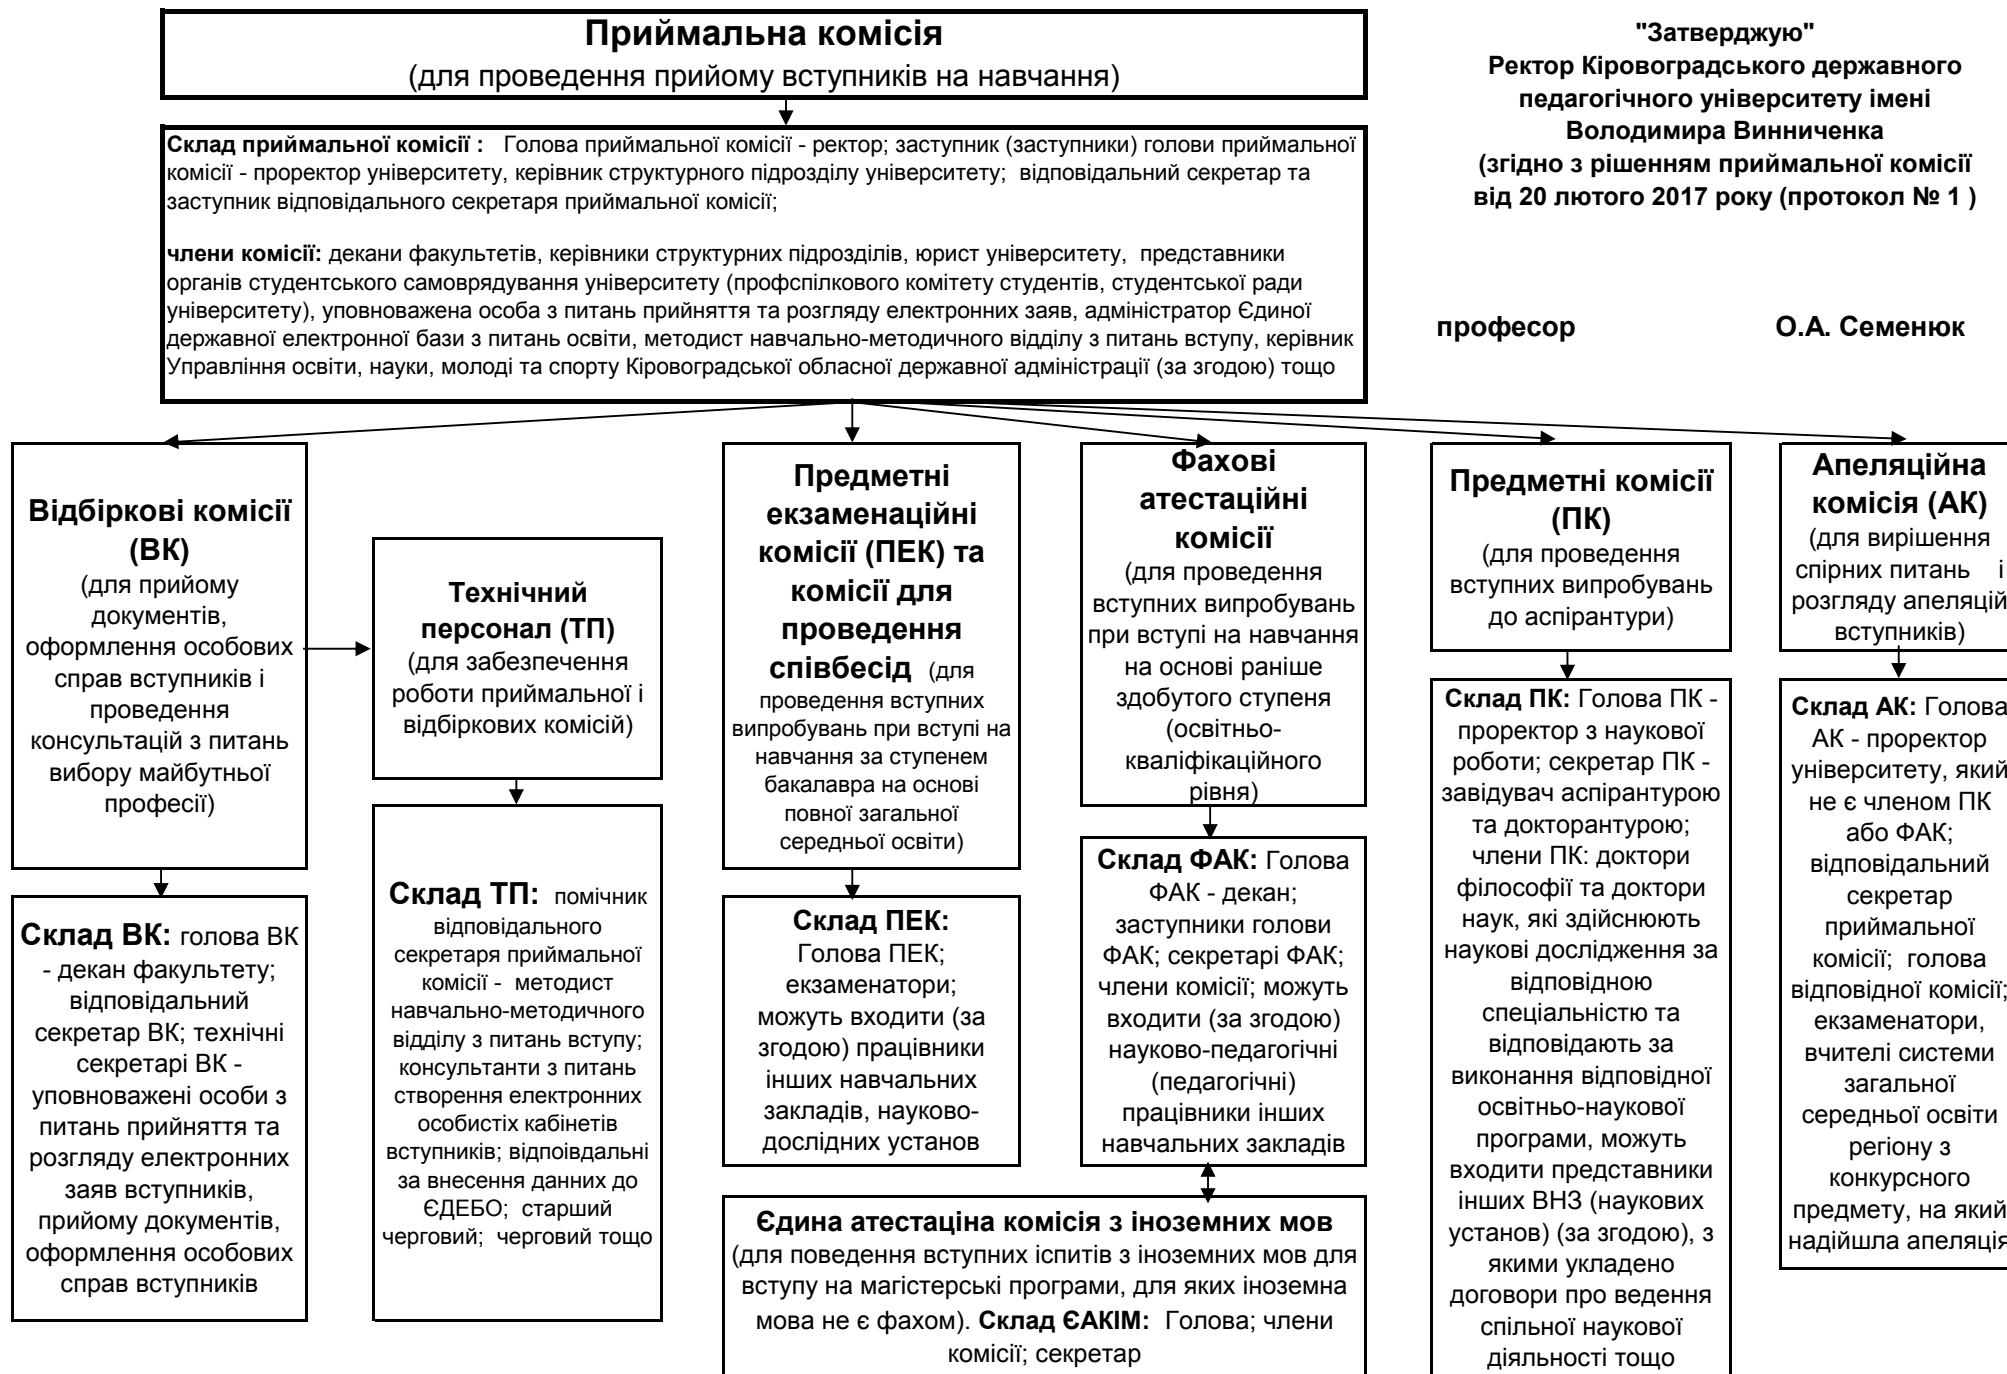 Приймальна комісія
(для проведення прийому вступників на навчання)
"Затверджую"
Ректор Кіровоградського державного
педагогічного університету імені
Володимира Винниченка
(згідно з рішенням приймальної комісії
від 20 лютого 2017 року (протокол № 1 )
професор О.А. Семенюк
Склад приймальної комісії : Голова приймальної комісії - ректор; заступник (заступники) голови приймальної
комісії - проректор університету, керівник структурного підрозділу університету; відповідальний секретар та
заступник відповідального секретаря приймальної комісії;
члени комісії: декани факультетів, керівники структурних підрозділів, юрист університету, представники
органів студентського самоврядування університету (профспілкового комітету студентів, студентської ради
університету), уповноважена особа з питань прийняття та розгляду електронних заяв, адміністратор Єдиної
державної електронної бази з питань освіти, методист навчально-методичного відділу з питань вступу, керівник
Управління освіти, науки, молоді та спорту Кіровоградської обласної державної адміністрації (за згодою) тощо
Відбіркові комісії
(ВК)
(для прийому
документів,
оформлення особових
справ вступників і
проведення
консультацій з питань
вибору майбутньої
професії)
Склад ВК: голова ВК
- декан факультету;
відповідальний
секретар ВК; технічні
секретарі ВК -
уповноважені особи з
питань прийняття та
розгляду електронних
заяв вступників,
прийому документів,
оформлення особових
справ вступників
Технічний
персонал (ТП)
(для забезпечення
роботи приймальної і
відбіркових комісій)
Склад ТП: помічник
відповідального
секретаря приймальної
комісії - методист
навчально-методичного
відділу з питань вступу;
консультанти з питань
створення електронних
особистіх кабінетів
вступників; відпоівдальні
за внесення данних до
ЄДЕБО; старший
черговий; черговий тощо
Предметні
екзаменаційні
комісії (ПЕК) та
комісії для
проведення
співбесід (для
проведення вступних
випробувань при вступі на
навчання за ступенем
бакалавра на основі
повної загальної
середньої освіти)
Склад ПЕК:
Голова ПЕК;
екзаменатори;
можуть входити (за
згодою) працівники
інших навчальних
закладів, науково-
дослідних установ
Фахові
атестаційні
комісії
(для проведення
вступних випробувань
при вступі на навчання
на основі раніше
здобутого ступеня
(освітньо-
кваліфікаційного
рівня)
Склад ФАК: Голова
ФАК - декан;
заступники голови
ФАК; секретарі ФАК;
члени комісії; можуть
входити (за згодою)
науково-педагогічні
(педагогічні)
працівники інших
навчальних закладів
Єдина атестаціна комісія з іноземних мов
(для поведення вступних іспитів з іноземних мов для
вступу на магістерські програми, для яких іноземна
мова не є фахом). Склад ЄАКІМ: Голова; члени
комісії; секретар
Предметні комісії
(ПК)
(для проведення
вступних випробувань
до аспірантури)
Склад ПК: Голова ПК -
проректор з наукової
роботи; секретар ПК -
завідувач аспірантурою
та докторантурою;
члени ПК: доктори
філософії та доктори
наук, які здійснюють
наукові дослідження за
відповідною
спеціальністю та
відповідають за
виконання відповідної
освітньо-наукової
програми, можуть
входити представники
інших ВНЗ (наукових
установ) (за згодою), з
якими укладено
договори про ведення
спільної наукової
діяльності тощо
Апеляційна
комісія (АК)
(для вирішення
спірних питань і
розгляду апеляцій
вступників)
Склад АК: Голова
АК - проректор
університету, який
не є членом ПК
або ФАК;
відповідальний
секретар
приймальної
комісії; голова
відповідної комісії;
екзаменатори,
вчителі системи
загальної
середньої освіти
регіону з
конкурсного
предмету, на який
надійшла апеляція